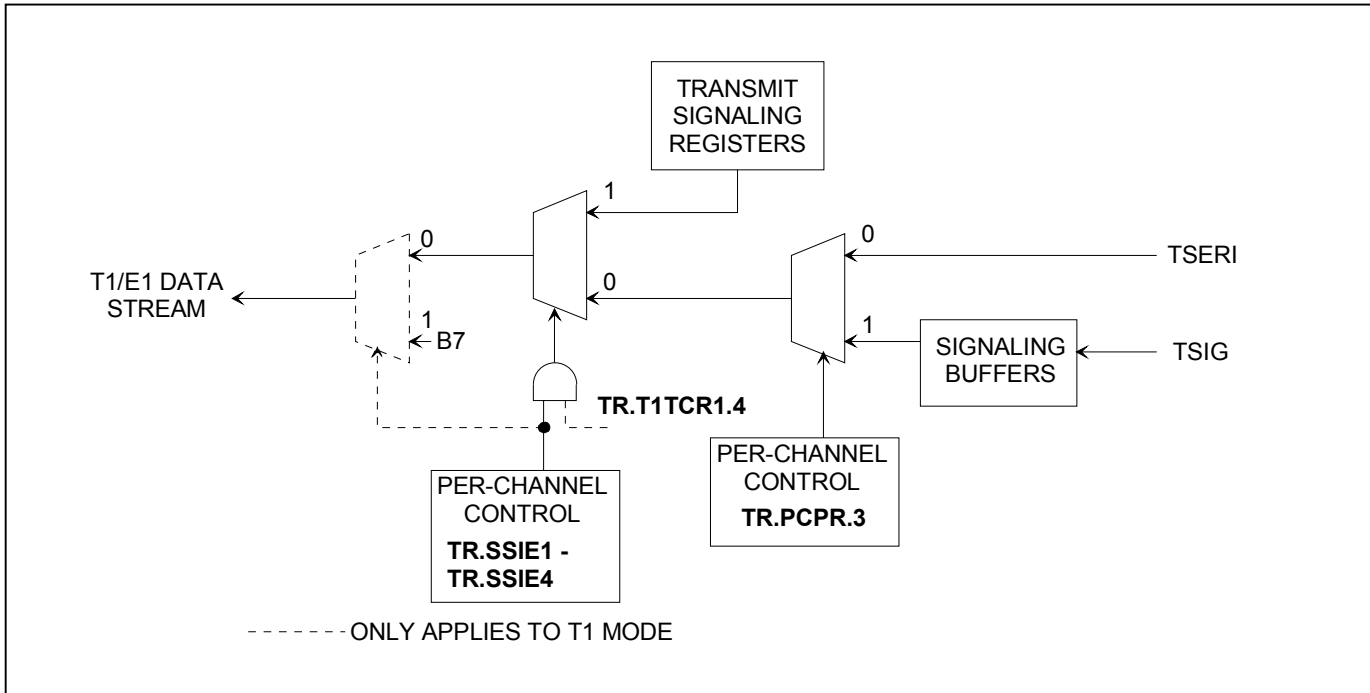 TRANSMIT
SIGNALING
REGISTERS
1
0
0
T1/E1 DATA
STREAM
TSERI
0
1
B7
1
SIGNALING
BUFFERS
TSIG
TR.T1TCR1.4
PER-CHANNEL
CONTROL
TR.PCPR.3
PER-CHANNEL
CONTROL
TR.SSIE1 -
TR.SSIE4
ONLY APPLIES TO T1 MODE